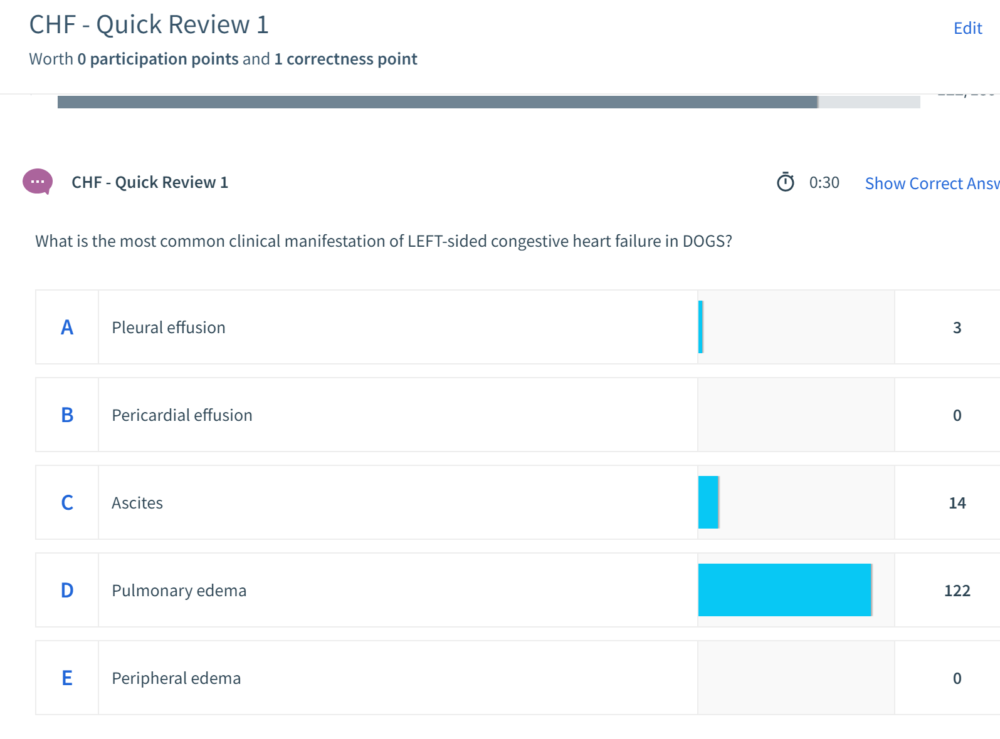 CHF - Quick Review 1
Edit
Worth 0 participation points and 1 correctness point
CHF - Quick Review 1
0:30
Show Correct
What is the most common clinical manifestation of LEFT-sided congestive heart failure in DOGS?
A Pleural effusion 3
B Pericardial effusion 0
C Ascites 14
D Pulmonary edema 122
E Peripheral edema 0